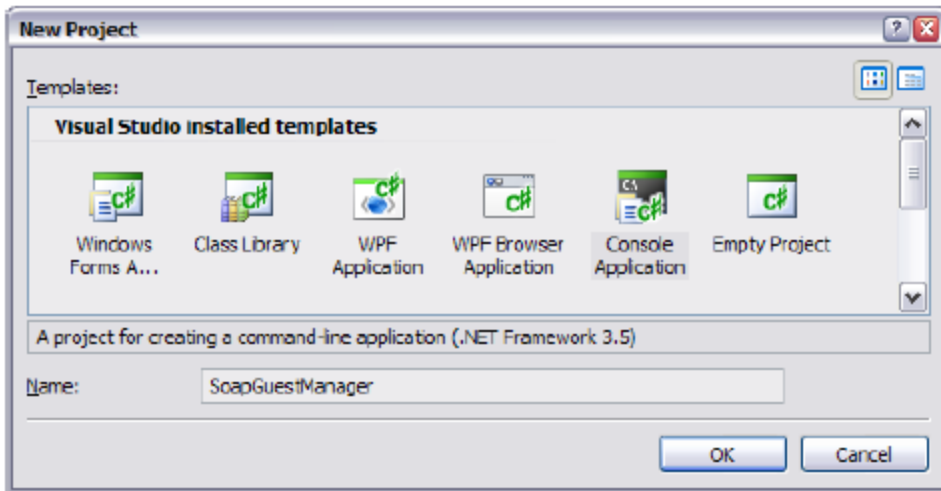 New Project
Templates:
Visual Studio installed templates
Windows Forms A...
Class Library
WPF Application
WPF Browser Application
Console Application
Empty Project
A project for creating a command-line application (.NET Framework 3.5)
Name: SoapGuestManager
OK Cancel